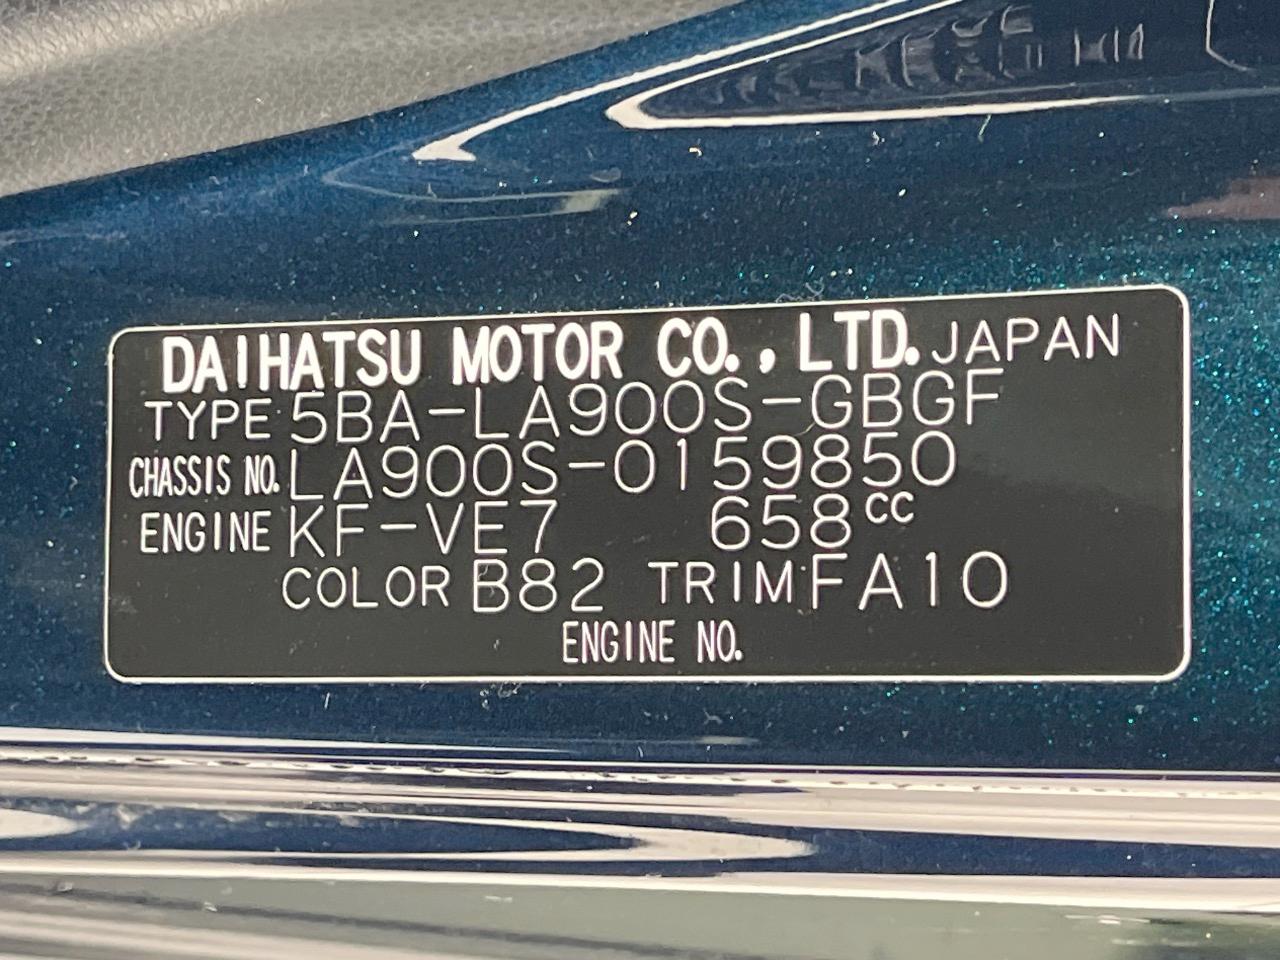 DAIHATSU MOTOR CO., LTD. JAPAN
TYPE 5BA-LA900S-GBGF
CHASSIS NO. LA900S-0159850
ENGINE KF-VE7 658cc
COLOR B82 TRIM FA10
ENGINE NO.